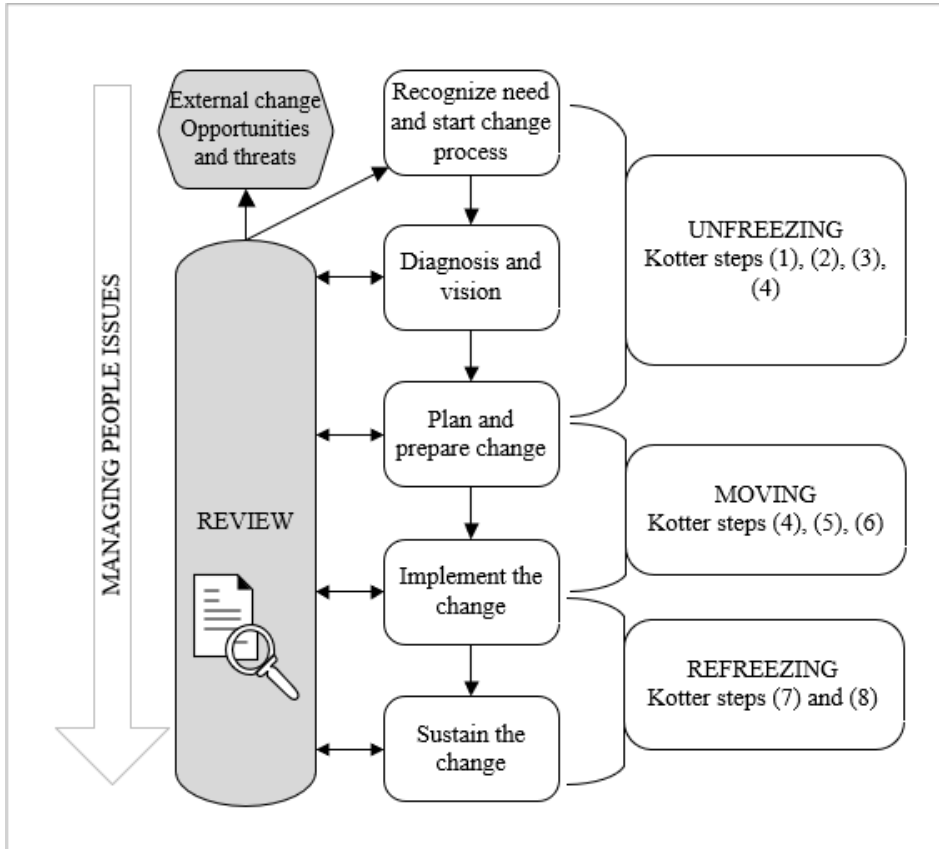 MANAGING PEOPLE ISSUES
External change
Opportunities
and threats
REVIEW
Recognize need
and start change
process
Diagnosis and
vision
Plan and
prepare change
Implement the
change
Sustain the
change
UNFREEZING
Kotter steps (1), (2), (3),
(4)
MOVING
Kotter steps (4), (5), (6)
REFREEZING
Kotter steps (7) and (8)